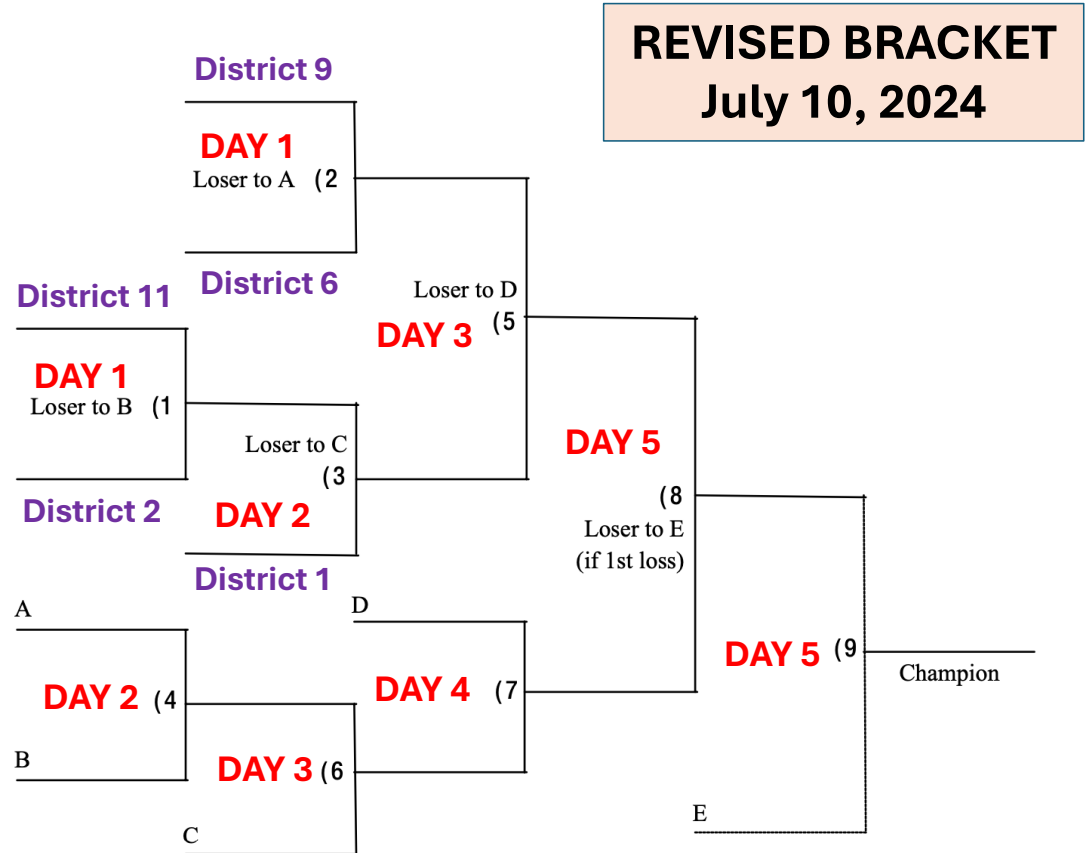 REVISED BRACKET
July 10, 2024
District 9
DAY 1
Loser to A (2
District 6
District 11
DAY 1
Loser to B (1
District 2
Loser to C
(3
DAY 2
District 1
Loser to D
(5
DAY 3
DAY 5
(8
Loser to E
(if 1st loss)
A
DAY 2 (4
B
DAY 3 (6
C
D
DAY 4 (7
DAY 5 (9
Champion
E